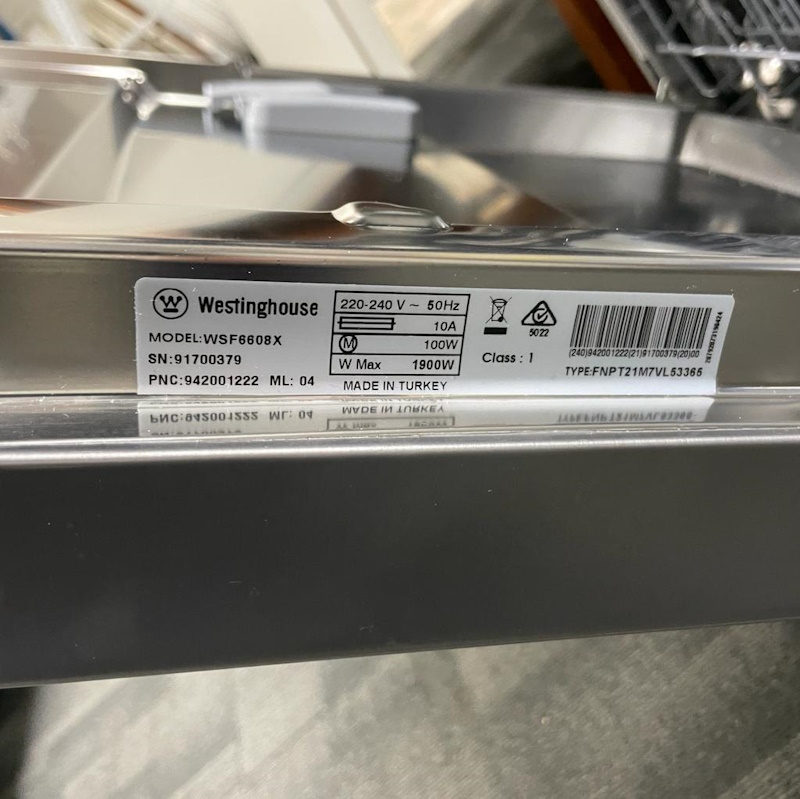 Westinghouse
MODEL:WSF6608X
SN:91700379
PNC:942001222 ML: 04
220-240 V ~ 50Hz
10A
M 100W
W Max 1900W
MADE IN TURKEY
5022
Class : 1
(240)942001222(21)91700379(20)00
TYPE:FNPT21M7VL53365